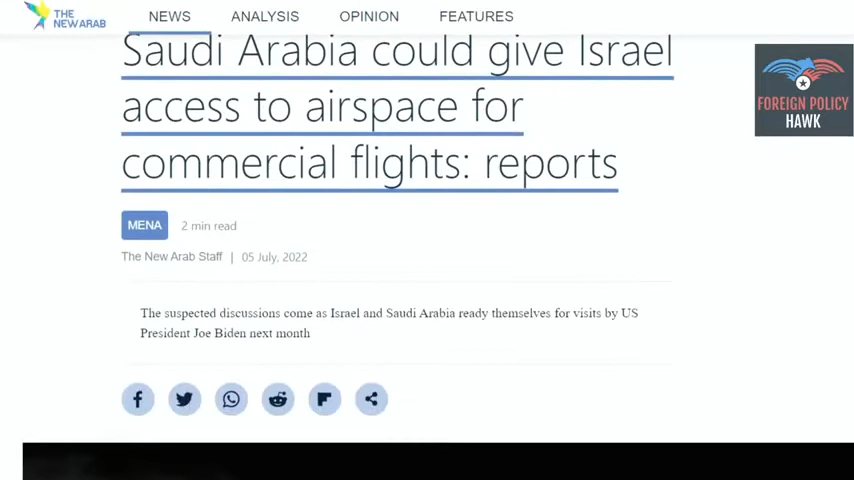 THE
NEW ARAB
NEWS
ANALYSIS
OPINION
FEATURES
Saudi Arabia could give Israel
access to airspace for
commercial flights: reports
FOREIGN POLICY
HAWK
MENA
2 min read
The New Arab Staff | 05 July, 2022
The suspected discussions come as Israel and Saudi Arabia ready themselves for visits by US
President Joe Biden next month